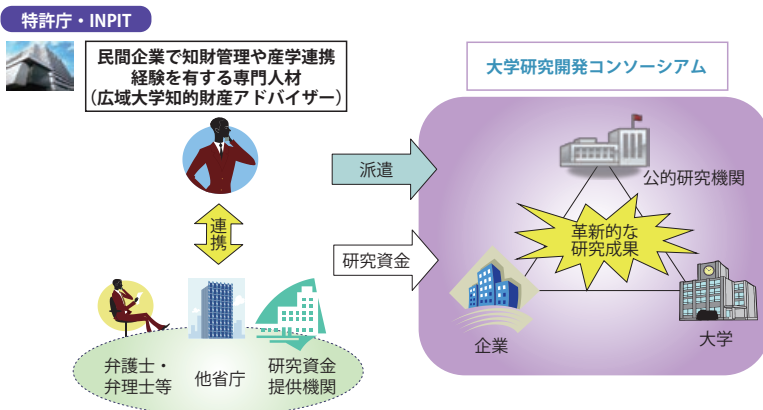 特許庁・INPIT
民間企業で知財管理や産学連携
経験を有する専門人材
（広域大学知的財産アドバイザー）
大学研究開発コンソーシアム
派遣
公的研究機関
連携
革新的な
研究成果
研究資金
企業
大学
弁護士・
弁理士等
他省庁
研究資金
提供機関